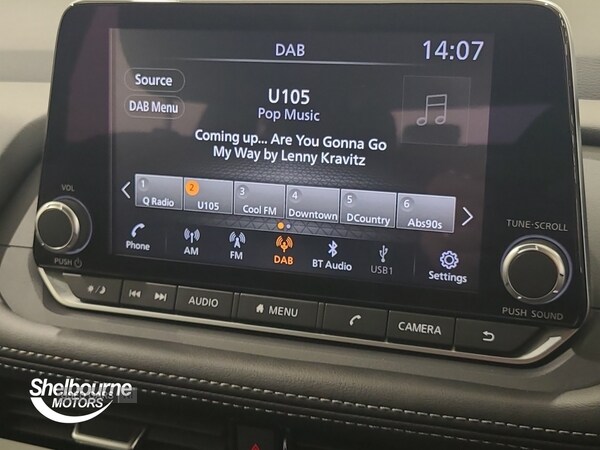 DAB
14:07
Source
DAB Menu
U105
Pop Music
Coming up... Are You Gonna Go
My Way by Lenny Kravitz
1 Q Radio
2 U105
3 Cool FM
4 Downtown
5 DCountry
6 Abs90s
Phone
AM
FM
DAB
BT Audio
USB1
Settings
VOL
PUSH
TUNE·SCROLL
PUSH SOUND
AUDIO
MENU
CAMERA
Shelbourne
MOTORS